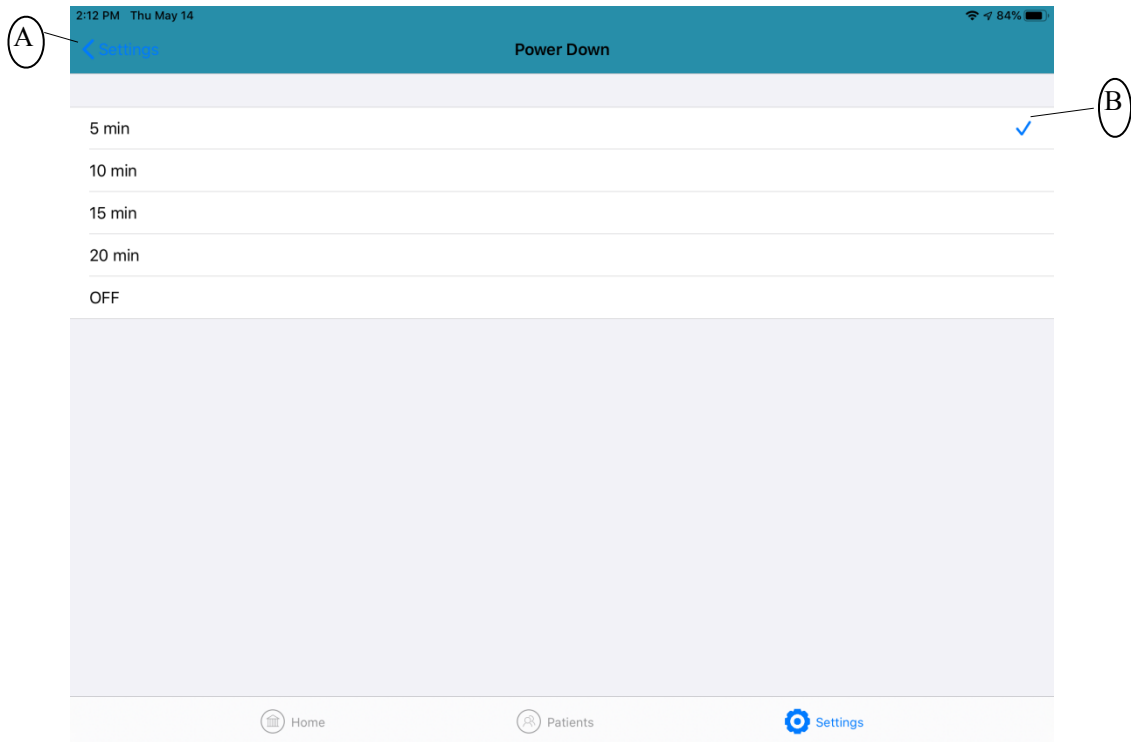 2:12 PM Thu May 14 84%
A
Settings Power Down
B
5 min
10 min
15 min
20 min
OFF
Home Patients Settings